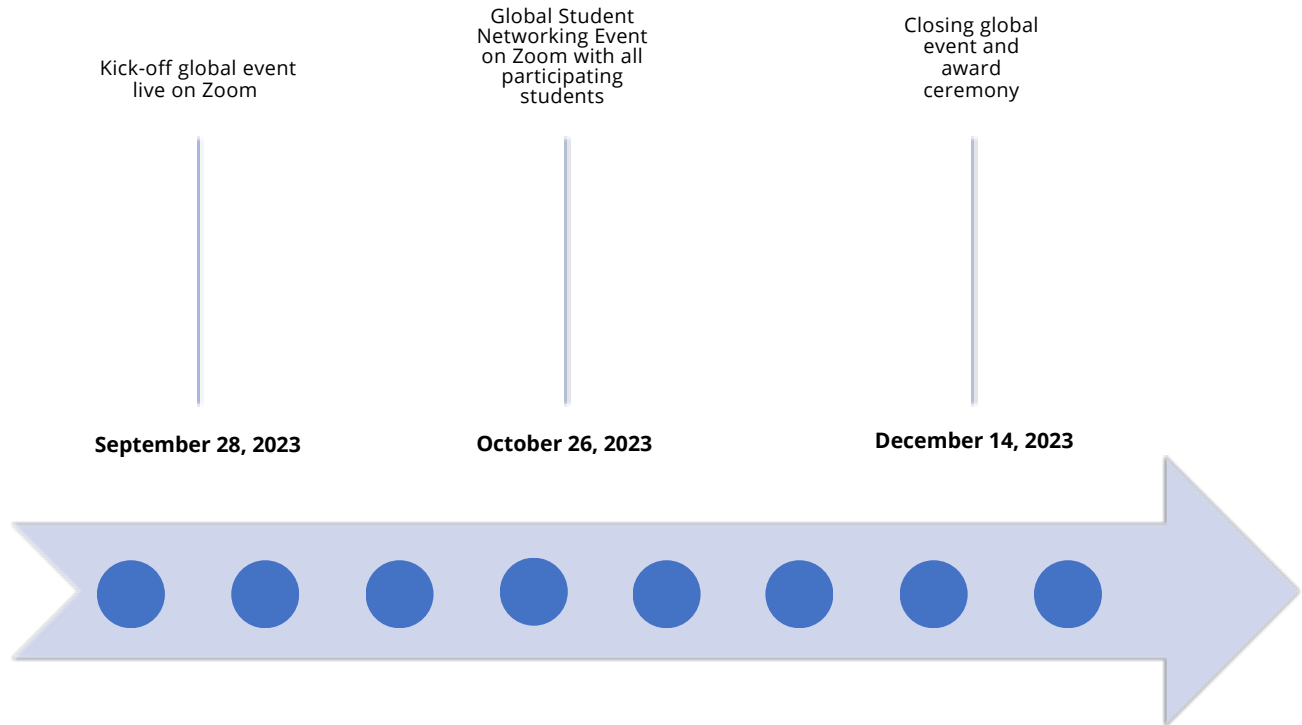 Kick-off global event
live on Zoom
Global Student
Networking Event
on Zoom with all
participating
students
Closing global
event and
award
ceremony
September 28, 2023
October 26, 2023
December 14, 2023